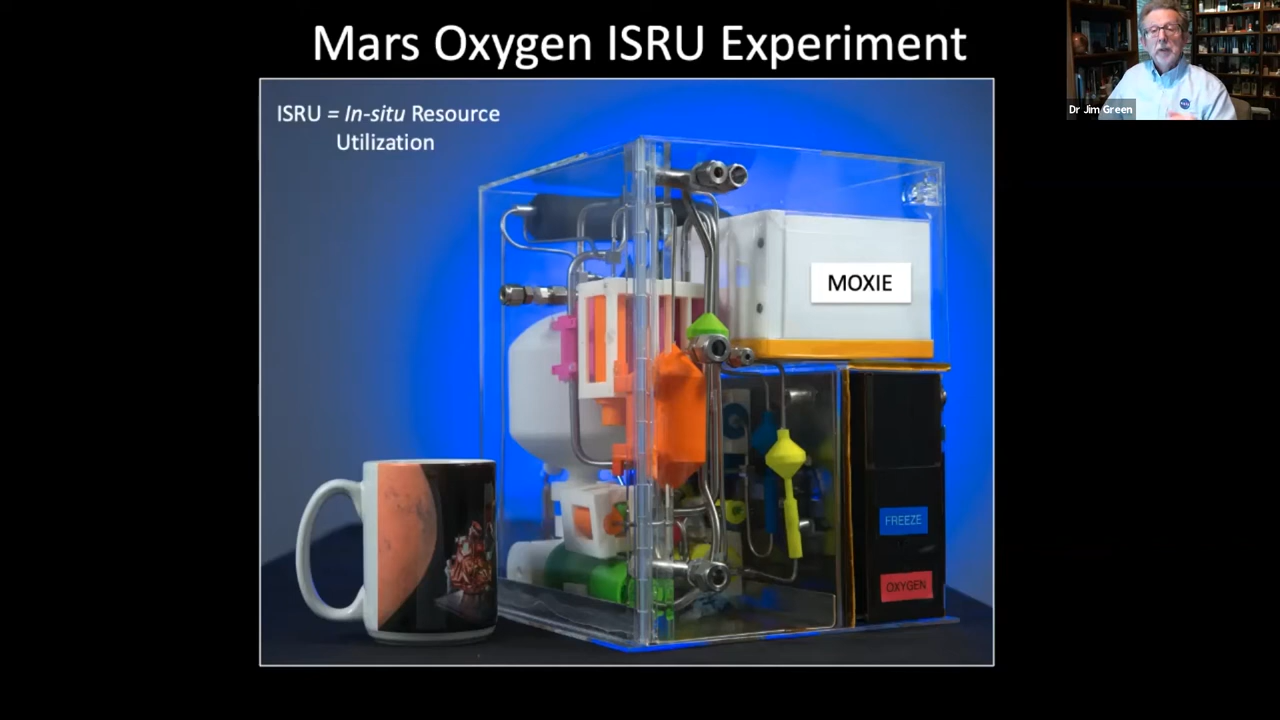 Mars Oxygen ISRU Experiment
ISRU = In-situ Resource
Utilization
Dr Jim Green
MOXIE
FREEZE
OXYGEN